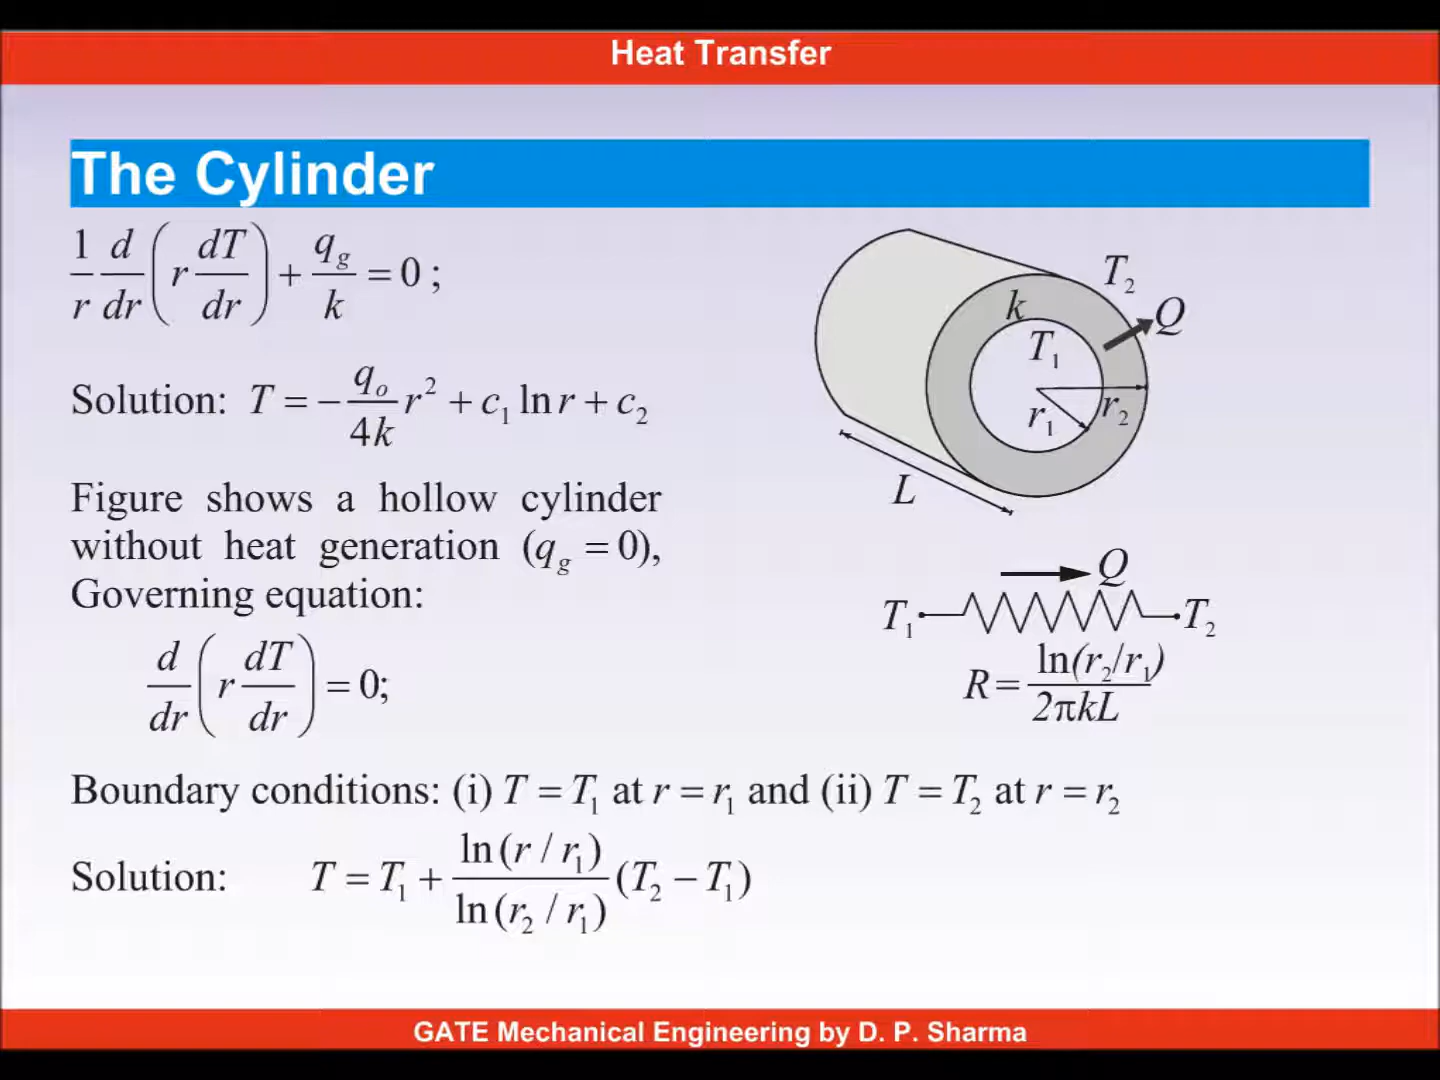 Heat Transfer
The Cylinder
1/r d/dr (r dT/dr) + q_g/k = 0 ;
Solution: T = − q_o/4k r² + c₁ ln r + c₂
Figure shows a hollow cylinder
without heat generation (q_g = 0),
Governing equation:
d/dr (r dT/dr) = 0;
T₂
k
Q
T₁
r₁
r₂
L
Q
T₁
T₂
R = ln(r₂/r₁) / 2πkL
Boundary conditions: (i) T = T₁ at r = r₁ and (ii) T = T₂ at r = r₂
Solution: T = T₁ + ln (r / r₁) / ln (r₂ / r₁) (T₂ − T₁)
GATE Mechanical Engineering by D. P. Sharma